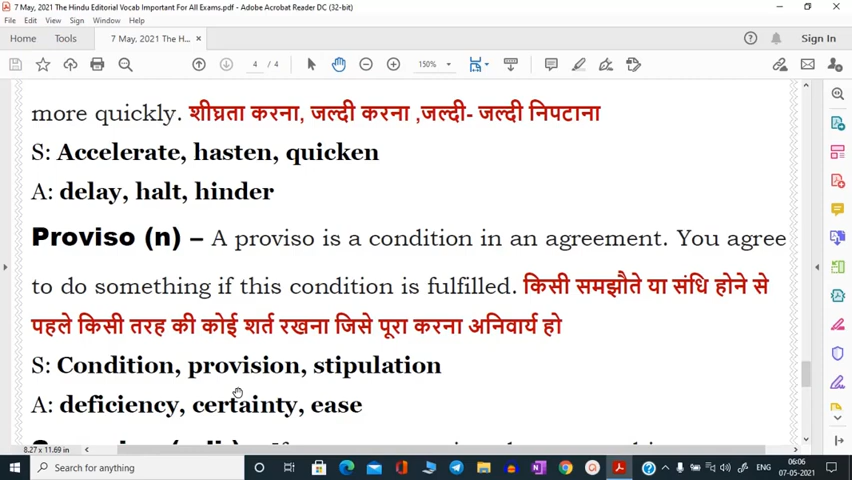 7 May, 2021 The Hindu Editorial Vocab Important For All Exams.pdf - Adobe Acrobat Reader DC (32-bit)
File Edit View Sign Window Help
Home Tools 7 May, 2021 The H... × Sign In
4 / 4 150%
more quickly. शीघ्रता करना, जल्दी करना ,जल्दी- जल्दी निपटाना
S: Accelerate, hasten, quicken
A: delay, halt, hinder
Proviso (n) – A proviso is a condition in an agreement. You agree
to do something if this condition is fulfilled. किसी समझौते या संधि होने से
पहले किसी तरह की कोई शर्त रखना जिसे पूरा करना अनिवार्य हो
S: Condition, provision, stipulation
A: deficiency, certainty, ease
8.27 x 11.69 in
Search for anything ENG 06:06
07-05-2021